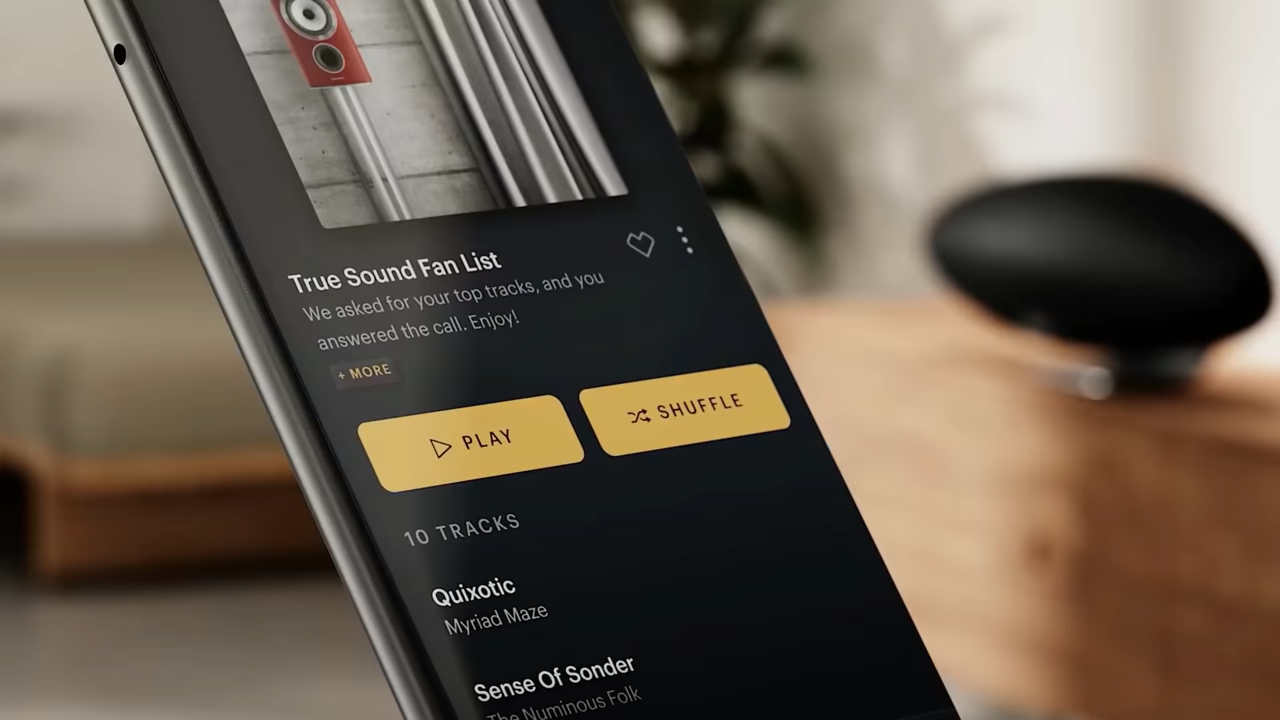 True Sound Fan List
We asked for your top tracks, and you
answered the call. Enjoy!
+ MORE
PLAY
SHUFFLE
10 TRACKS
Quixotic
Myriad Maze
Sense Of Sonder
The Numinous Folk